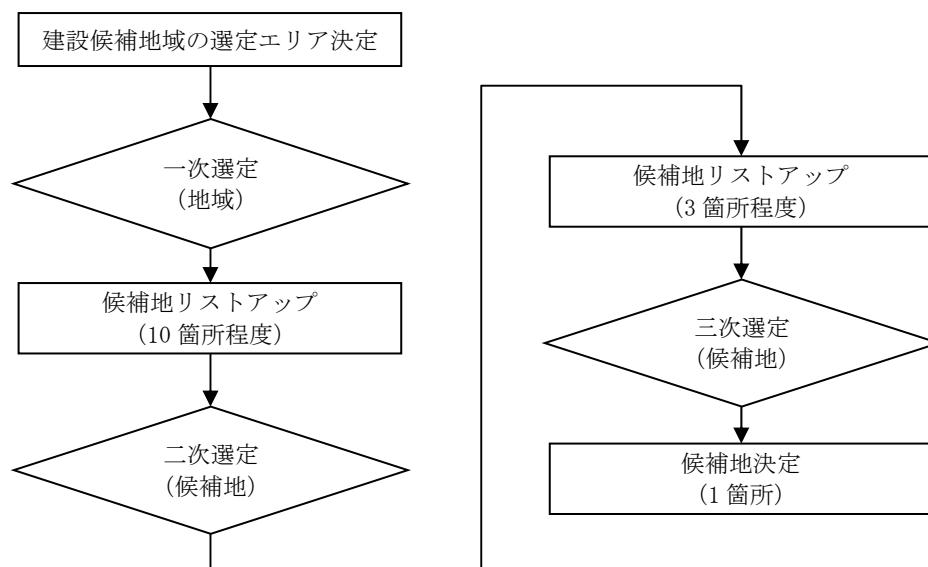 建設候補地域の選定エリア決定
一次選定
(地域)
候補地リストアップ
(10 箇所程度)
二次選定
(候補地)
候補地リストアップ
(3 箇所程度)
三次選定
(候補地)
候補地決定
(1 箇所)